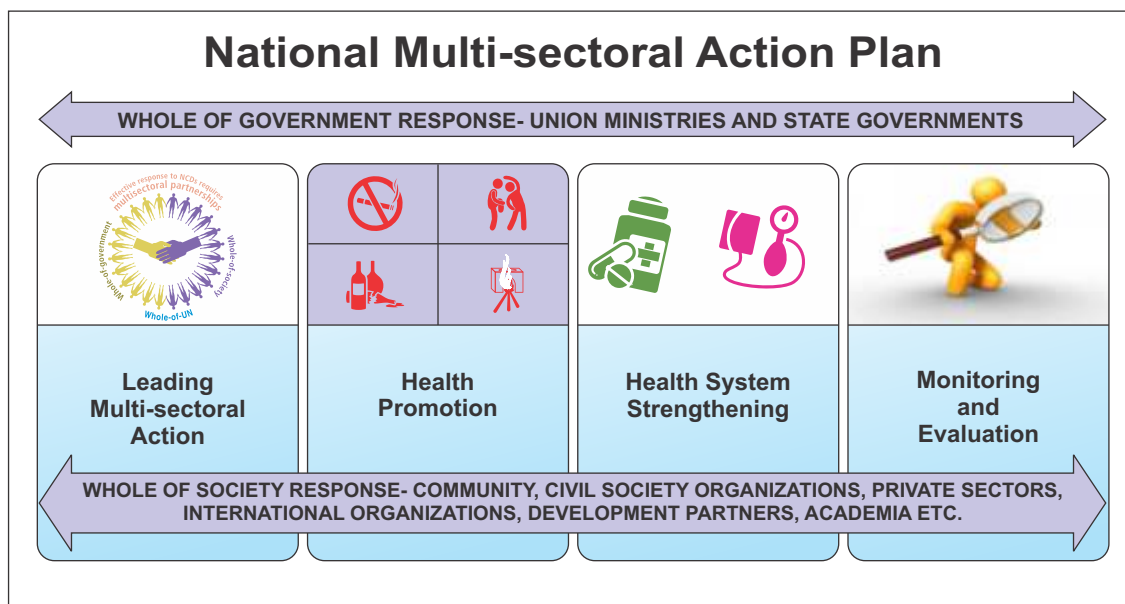 National Multi-sectoral Action Plan
WHOLE OF GOVERNMENT RESPONSE- UNION MINISTRIES AND STATE GOVERNMENTS
Effective response to NCDs requires
multisectoral partnerships
Whole-of-government
Whole-of-society
Whole-of-UN
Leading
Multi-sectoral
Action
Health
Promotion
Health System
Strengthening
Monitoring
and
Evaluation
WHOLE OF SOCIETY RESPONSE- COMMUNITY, CIVIL SOCIETY ORGANIZATIONS, PRIVATE SECTORS,
INTERNATIONAL ORGANIZATIONS, DEVELOPMENT PARTNERS, ACADEMIA ETC.